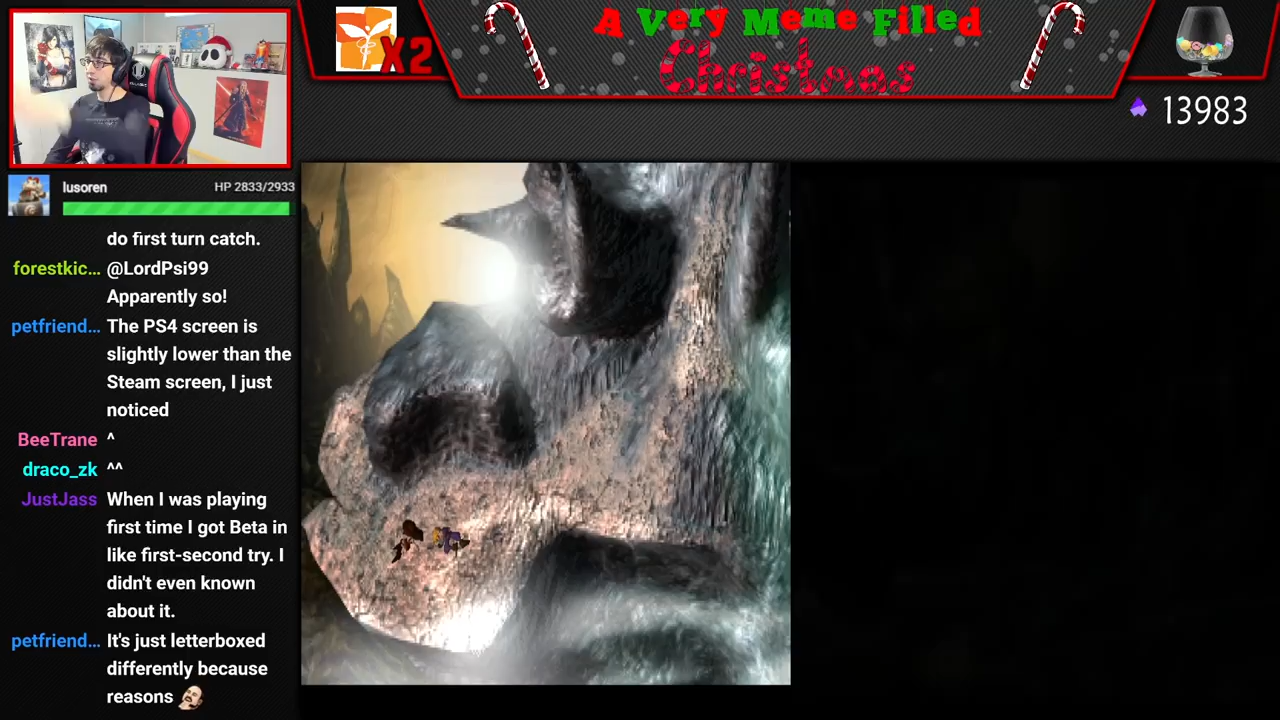 A Very Meme Filled
Christmas
X2
13983
lusoren HP 2833/2933
do first turn catch.
forestkic... @LordPsi99
Apparently so!
petfriend... The PS4 screen is
slightly lower than the
Steam screen, I just
noticed
BeeTrane ^
draco_zk ^^
JustJass When I was playing
first time I got Beta in
like first-second try. I
didn't even known
about it.
petfriend... It's just letterboxed
differently because
reasons